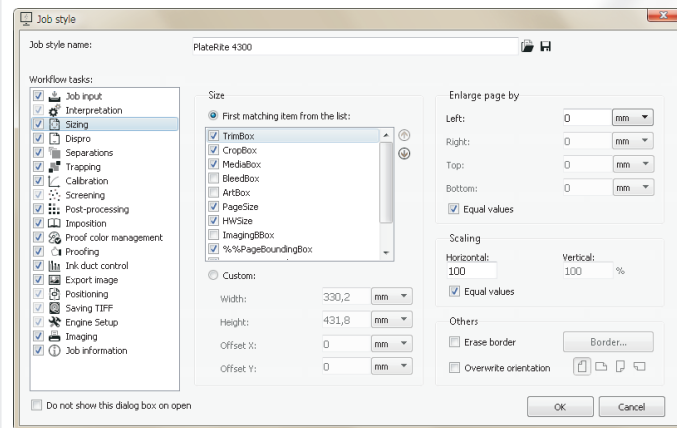 Job style
Job style name:
PlateRite 4300
Workflow tasks:
Job input
Interpretation
Sizing
Dispro
Separations
Trapping
Calibration
Screening
Post-processing
Imposition
Proof color management
Proofing
Ink duct control
Export image
Positioning
Saving TIFF
Engine Setup
Imaging
Job information
Size
First matching item from the list:
TrimBox
CropBox
MediaBox
BleedBox
ArtBox
PageSize
HWSize
ImagingBBox
%%PageBoundingBox
Custom:
Width: 330,2 mm
Height: 431,8 mm
Offset X: 0 mm
Offset Y: 0 mm
Enlarge page by
Left: 0 mm
Right: 0 mm
Top: 0 mm
Bottom: 0 mm
Equal values
Scaling
Horizontal: Vertical:
100 100 %
Equal values
Others
Erase border Border...
Overwrite orientation
Do not show this dialog box on open
OK Cancel